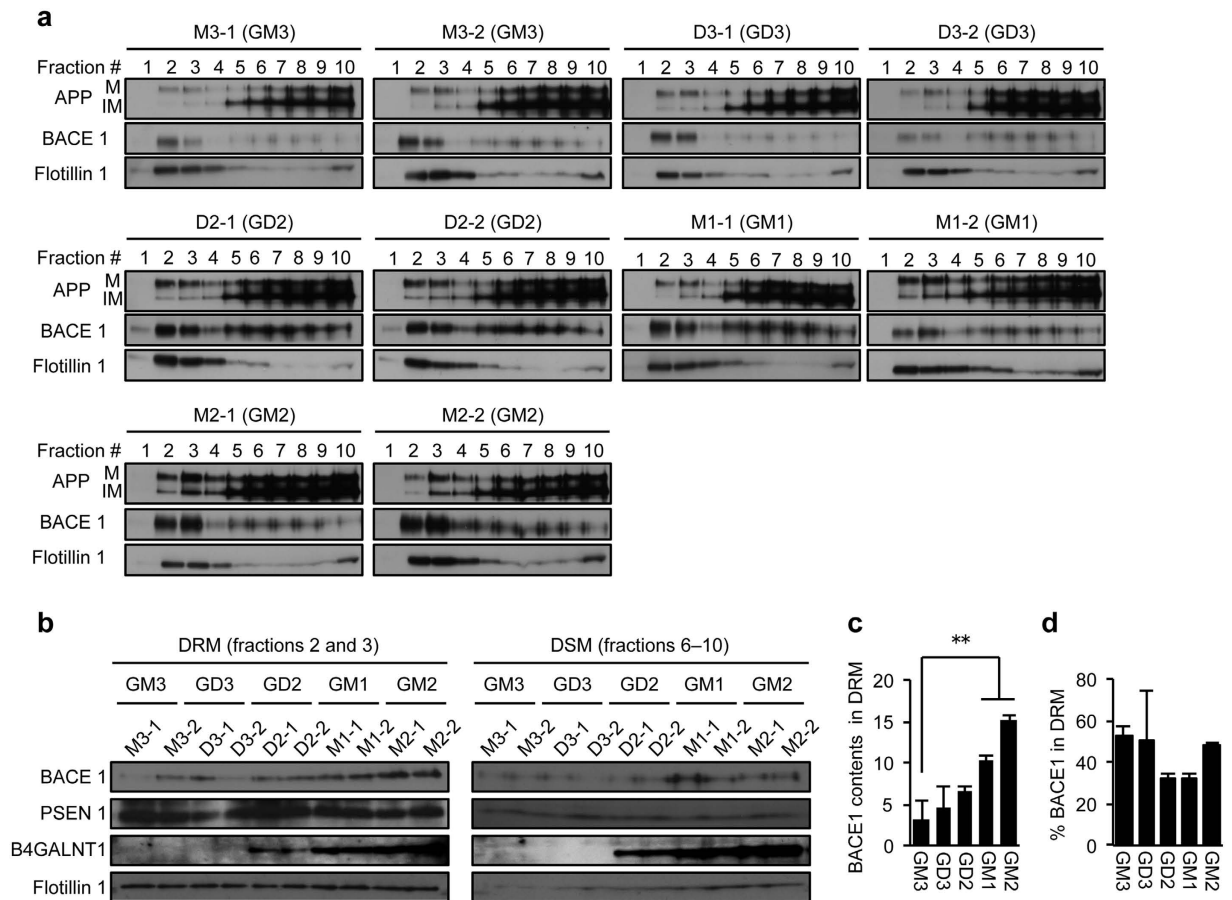 a
M3-1 (GM3) M3-2 (GM3) D3-1 (GD3) D3-2 (GD3)
Fraction # 1 2 3 4 5 6 7 8 9 10 1 2 3 4 5 6 7 8 9 10 1 2 3 4 5 6 7 8 9 10 1 2 3 4 5 6 7 8 9 10
APP M
IM
BACE 1
Flotillin 1
D2-1 (GD2) D2-2 (GD2) M1-1 (GM1) M1-2 (GM1)
Fraction # 1 2 3 4 5 6 7 8 9 10 1 2 3 4 5 6 7 8 9 10 1 2 3 4 5 6 7 8 9 10 1 2 3 4 5 6 7 8 9 10
APP M
IM
BACE 1
Flotillin 1
M2-1 (GM2) M2-2 (GM2)
Fraction # 1 2 3 4 5 6 7 8 9 10 1 2 3 4 5 6 7 8 9 10
APP M
IM
BACE 1
Flotillin 1
b
DRM (fractions 2 and 3) DSM (fractions 6–10)
GM3 GD3 GD2 GM1 GM2 GM3 GD3 GD2 GM1 GM2
M3-1 M3-2 D3-1 D3-2 D2-1 D2-2 M1-1 M1-2 M2-1 M2-2 M3-1 M3-2 D3-1 D3-2 D2-1 D2-2 M1-1 M1-2 M2-1 M2-2
BACE 1
PSEN 1
B4GALNT1
Flotillin 1
c
**
BACE1 contents in DRM
20
15
10
5
0
GM3 GD3 GD2 GM1 GM2
d
% BACE1 in DRM
80
60
40
20
0
GM3 GD3 GD2 GM1 GM2